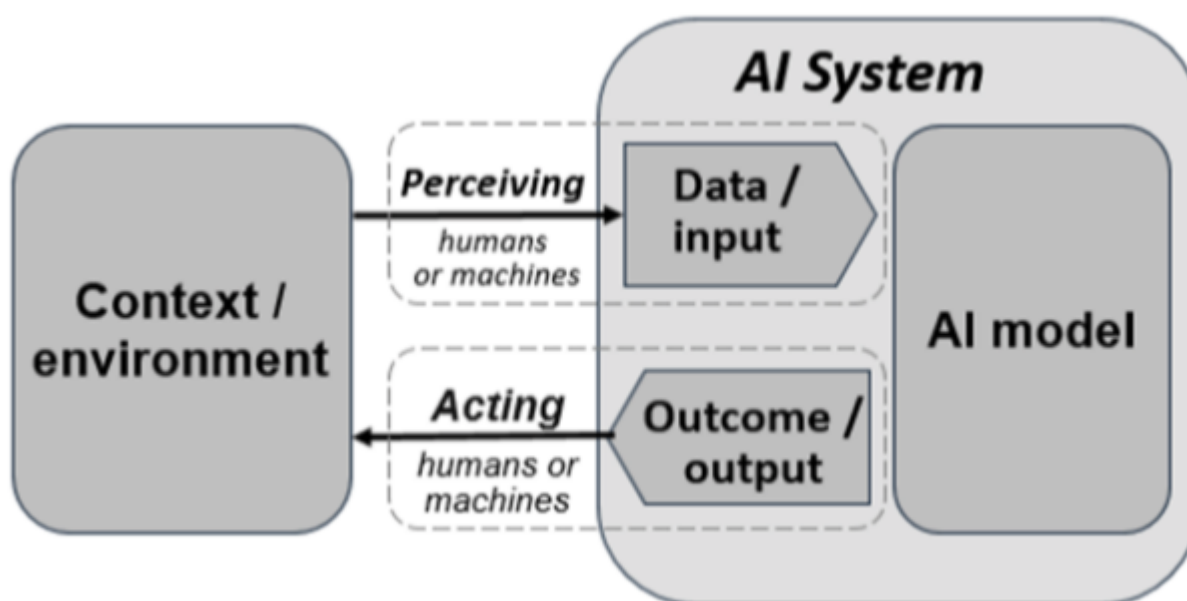 AI System
Perceiving
humans
or machines
Data /
input
Context /
environment
AI model
Acting
humans or
machines
Outcome /
output